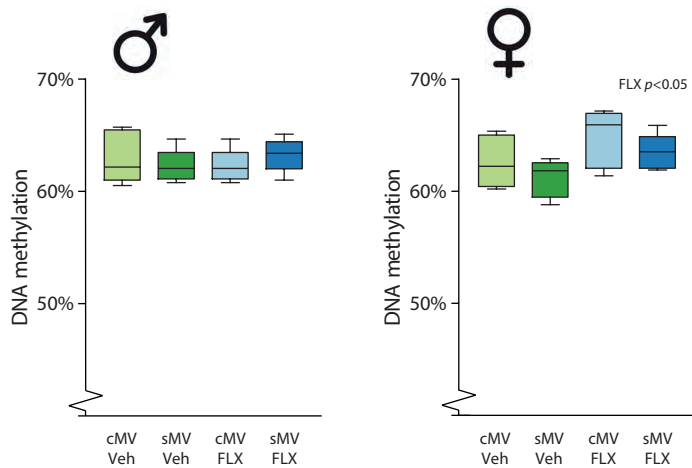 70%
60%
50%
DNA methylation
cMV
Veh
sMV
Veh
cMV
FLX
sMV
FLX
70%
60%
50%
DNA methylation
FLX p<0.05
cMV
Veh
sMV
Veh
cMV
FLX
sMV
FLX